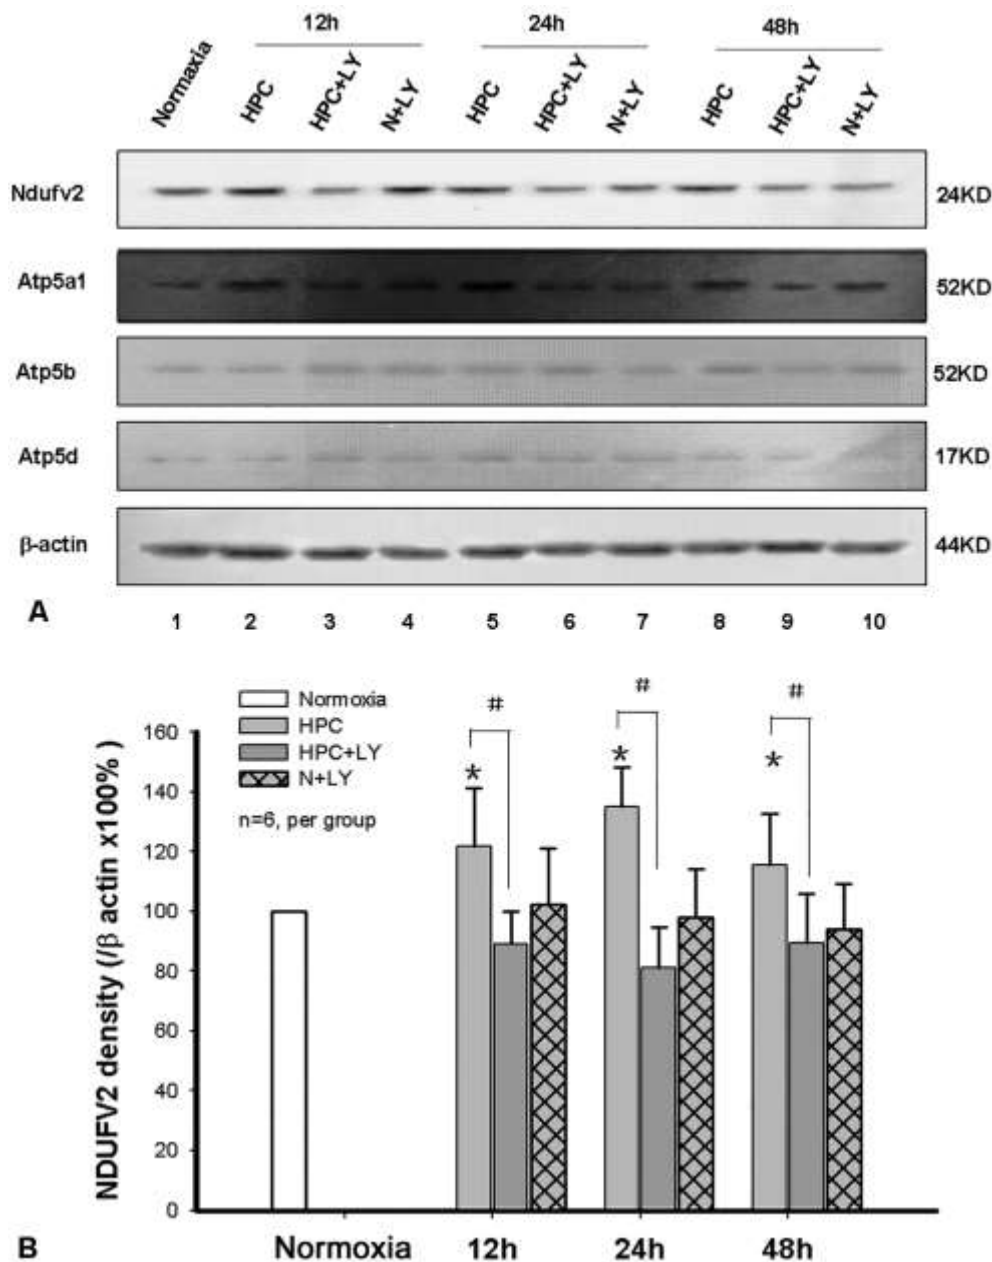 12h 24h 48h
Normaxia HPC HPC+LY N+LY HPC HPC+LY N+LY HPC HPC+LY N+LY
Ndufv2 24KD
Atp5a1 52KD
Atp5b 52KD
Atp5d 17KD
β-actin 44KD
A 1 2 3 4 5 6 7 8 9 10
Normoxia
HPC
HPC+LY
N+LY
n=6, per group
# # #
* * *
NDUFV2 density (/β actin x100%)
160
140
120
100
80
60
40
20
0
B Normoxia 12h 24h 48h